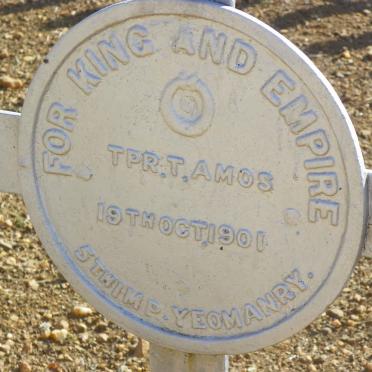 FOR KING AND EMPIRE
TPR.T.AMOS
19TH OCT.1901
5TH IMP. YEOMANRY.